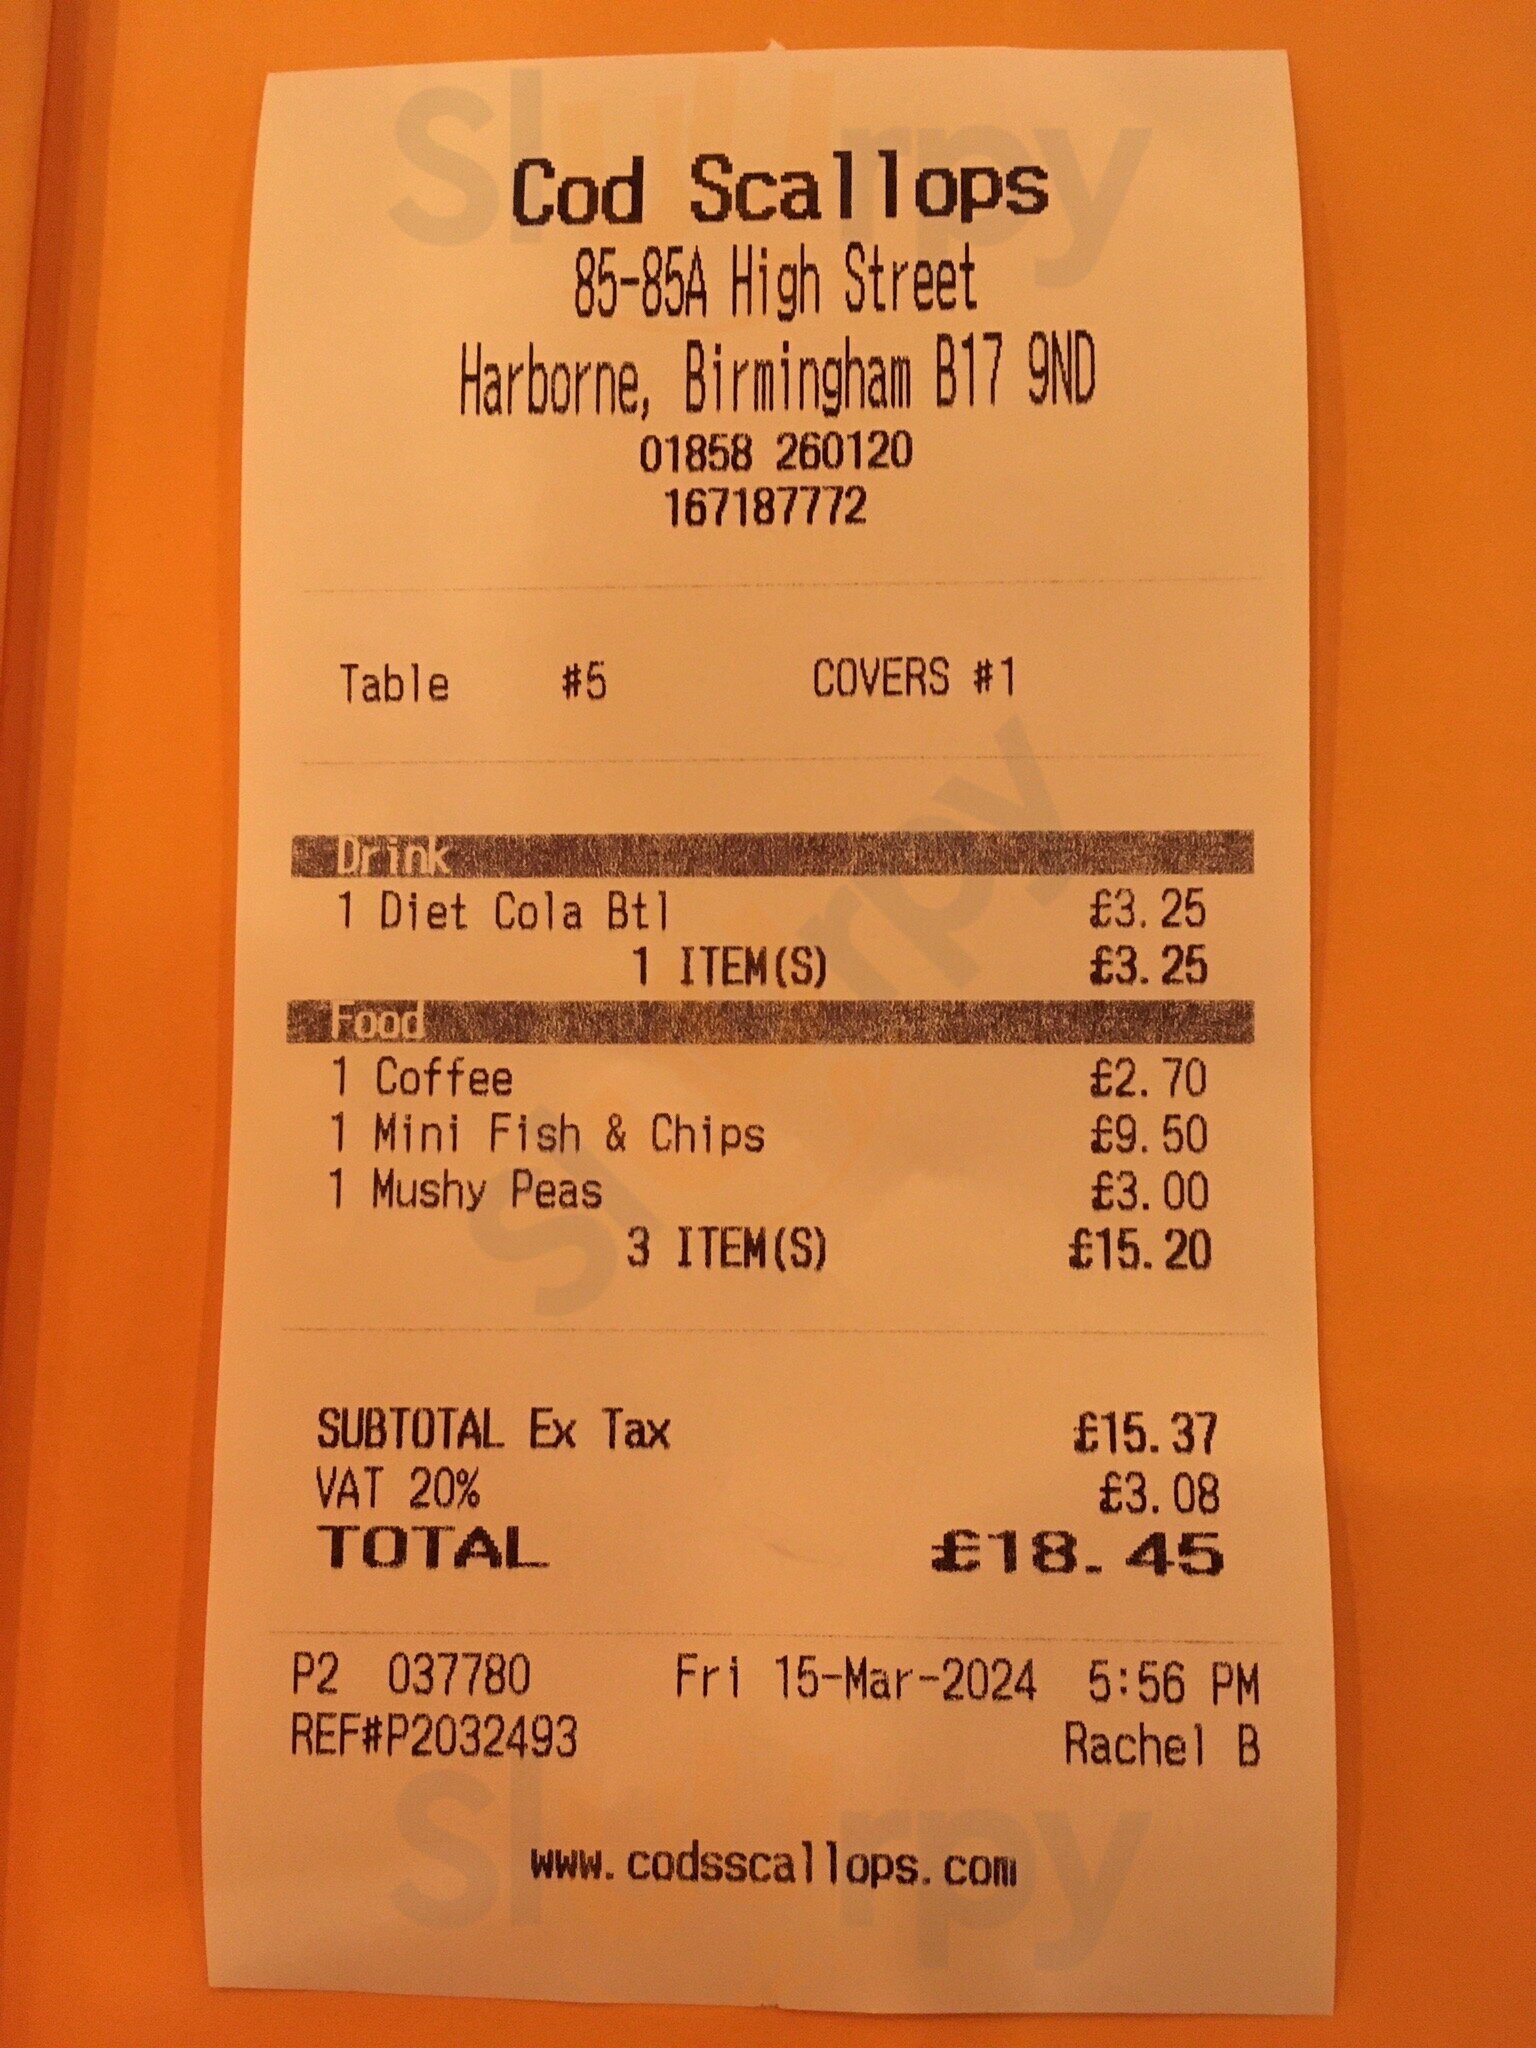 Cod Scallops
85-85A High Street
Harborne, Birmingham B17 9ND
01858 260120
167187772
Table #5 COVERS #1
Drink
1 Diet Cola Btl £3.25
1 ITEM(S) £3.25
Food
1 Coffee £2.70
1 Mini Fish & Chips £9.50
1 Mushy Peas £3.00
3 ITEM(S) £15.20
SUBTOTAL Ex Tax £15.37
VAT 20% £3.08
TOTAL £18.45
P2 037780 Fri 15-Mar-2024 5:56 PM
REF#P2032493 Rachel B
www.codsscallops.com